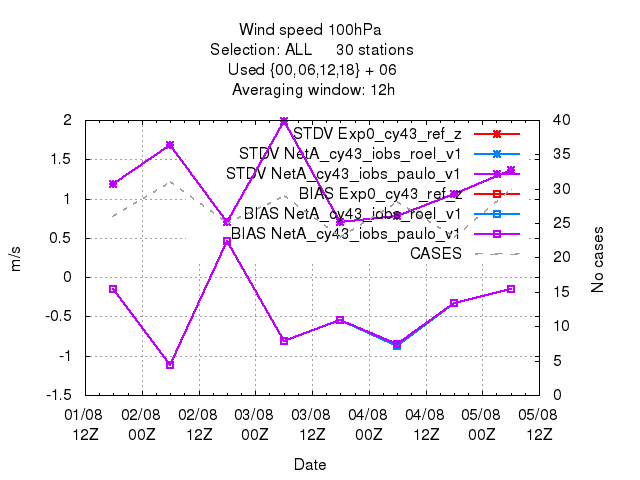 Wind speed 100hPa
Selection: ALL 30 stations
Used {00,06,12,18} + 06
Averaging window: 12h
2
1.5
1
0.5
0
-0.5
-1
-1.5
m/s
40
35
30
25
20
15
10
5
0
No cases
STDV Exp0_cy43_ref_z
STDV NetA_cy43_iobs_roel_v1
STDV NetA_cy43_iobs_paulo_v1
BIAS Exp0_cy43_ref_z
BIAS NetA_cy43_iobs_roel_v1
BIAS NetA_cy43_iobs_paulo_v1
CASES
01/08 02/08 02/08 03/08 03/08 04/08 04/08 05/08 05/08
12Z 00Z 12Z 00Z 12Z 00Z 12Z 00Z 12Z
Date